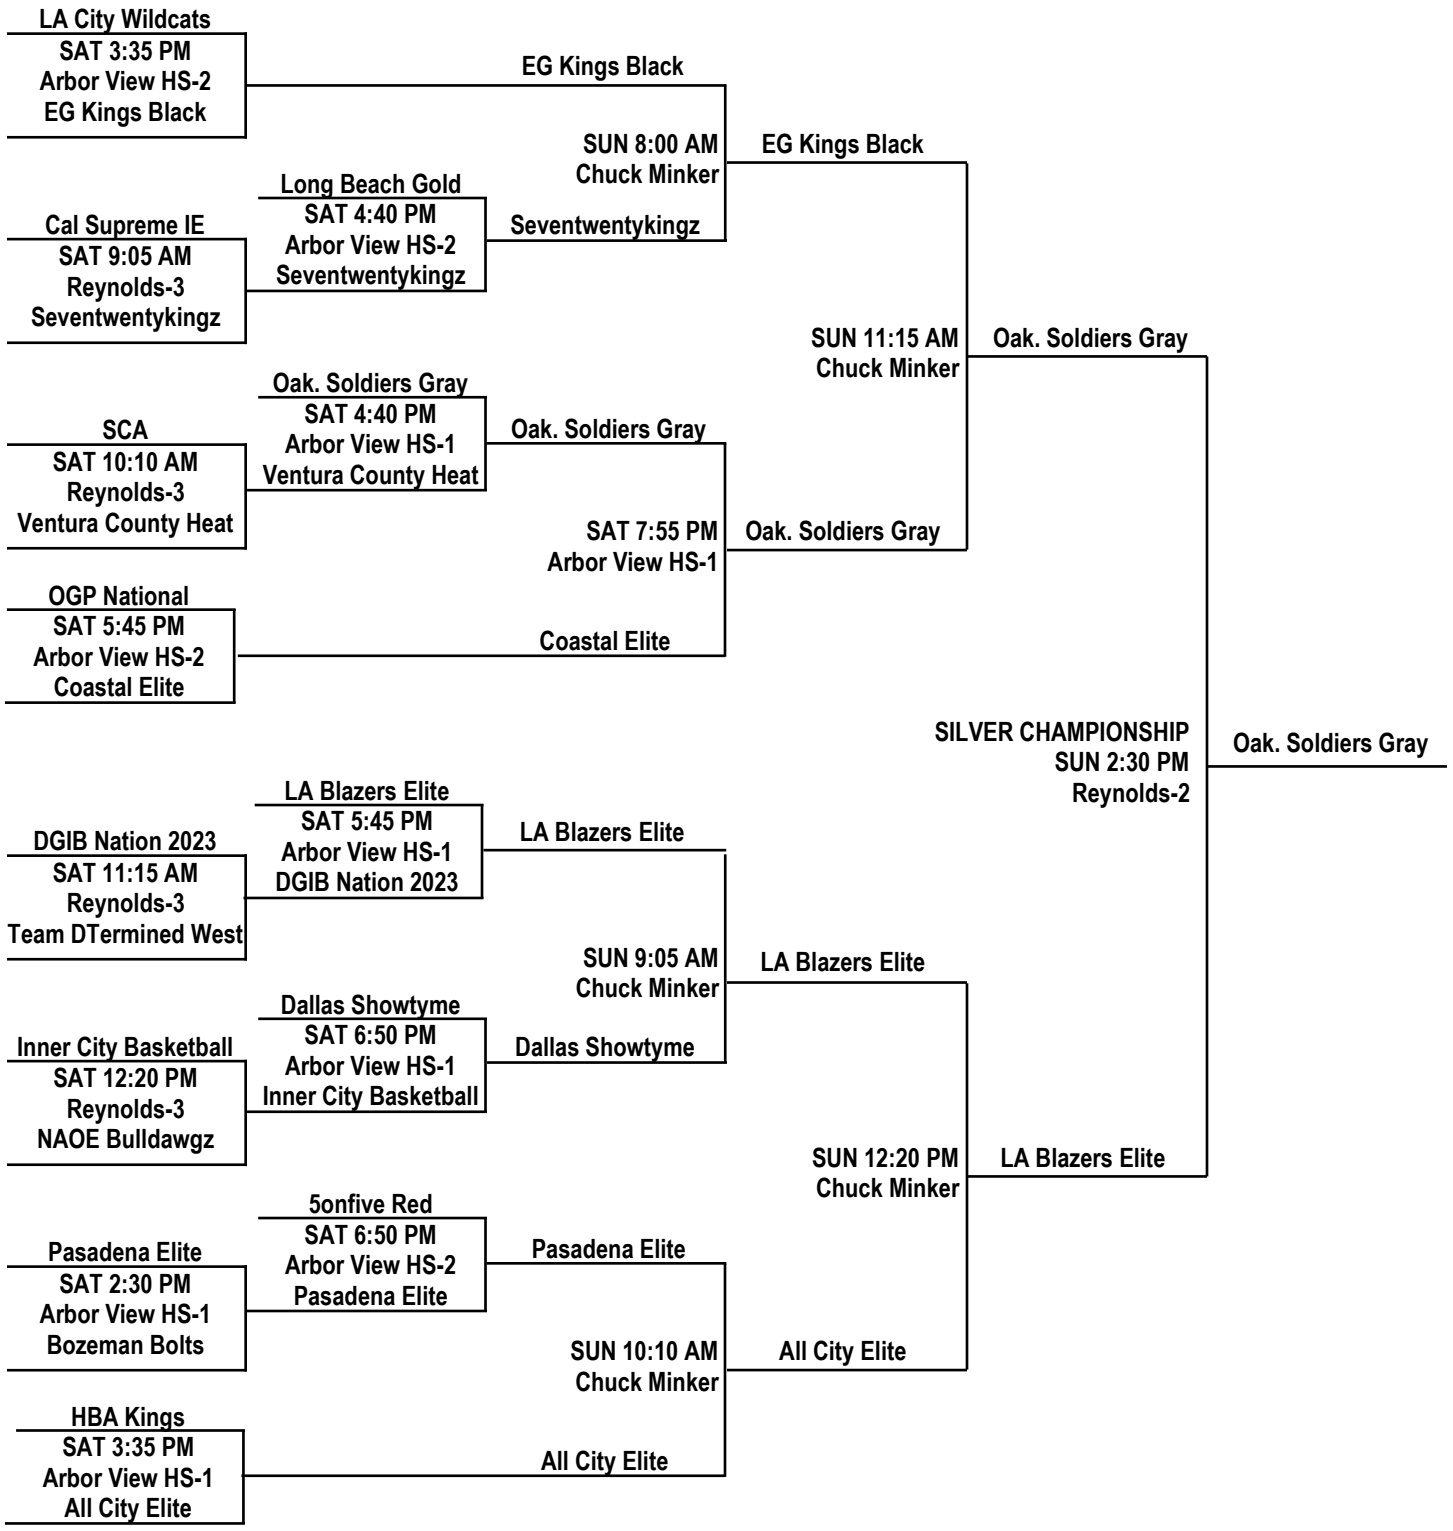 LA City Wildcats
SAT 3:35 PM
Arbor View HS-2
EG Kings Black
EG Kings Black
SUN 8:00 AM
Chuck Minker
EG Kings Black
Long Beach Gold
SAT 4:40 PM
Arbor View HS-2
Seventwentykingz
Seventwentykingz
Cal Supreme IE
SAT 9:05 AM
Reynolds-3
Seventwentykingz
SUN 11:15 AM
Chuck Minker
Oak. Soldiers Gray
Oak. Soldiers Gray
SAT 4:40 PM
Arbor View HS-1
Ventura County Heat
Oak. Soldiers Gray
SCA
SAT 10:10 AM
Reynolds-3
Ventura County Heat
SAT 7:55 PM
Arbor View HS-1
Oak. Soldiers Gray
OGP National
SAT 5:45 PM
Arbor View HS-2
Coastal Elite
Coastal Elite
SILVER CHAMPIONSHIP
SUN 2:30 PM
Reynolds-2
Oak. Soldiers Gray
LA Blazers Elite
SAT 5:45 PM
Arbor View HS-1
DGIB Nation 2023
LA Blazers Elite
DGIB Nation 2023
SAT 11:15 AM
Reynolds-3
Team DTermined West
SUN 9:05 AM
Chuck Minker
LA Blazers Elite
Dallas Showtyme
SAT 6:50 PM
Arbor View HS-1
Inner City Basketball
Dallas Showtyme
Inner City Basketball
SAT 12:20 PM
Reynolds-3
NAOE Bulldawgz
SUN 12:20 PM
Chuck Minker
LA Blazers Elite
5onfive Red
SAT 6:50 PM
Arbor View HS-2
Pasadena Elite
Pasadena Elite
Pasadena Elite
SAT 2:30 PM
Arbor View HS-1
Bozeman Bolts
SUN 10:10 AM
Chuck Minker
All City Elite
HBA Kings
SAT 3:35 PM
Arbor View HS-1
All City Elite
All City Elite